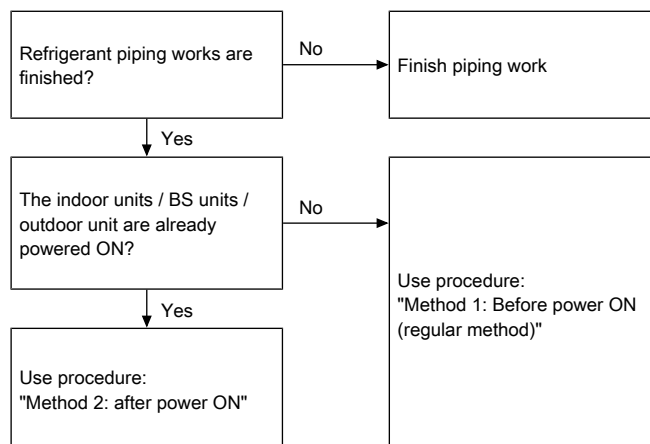 Refrigerant piping works are
finished?
No
Finish piping work
Yes
The indoor units / BS units /
outdoor unit are already
powered ON?
No
Use procedure:
"Method 1: Before power ON
(regular method)"
Yes
Use procedure:
"Method 2: after power ON"